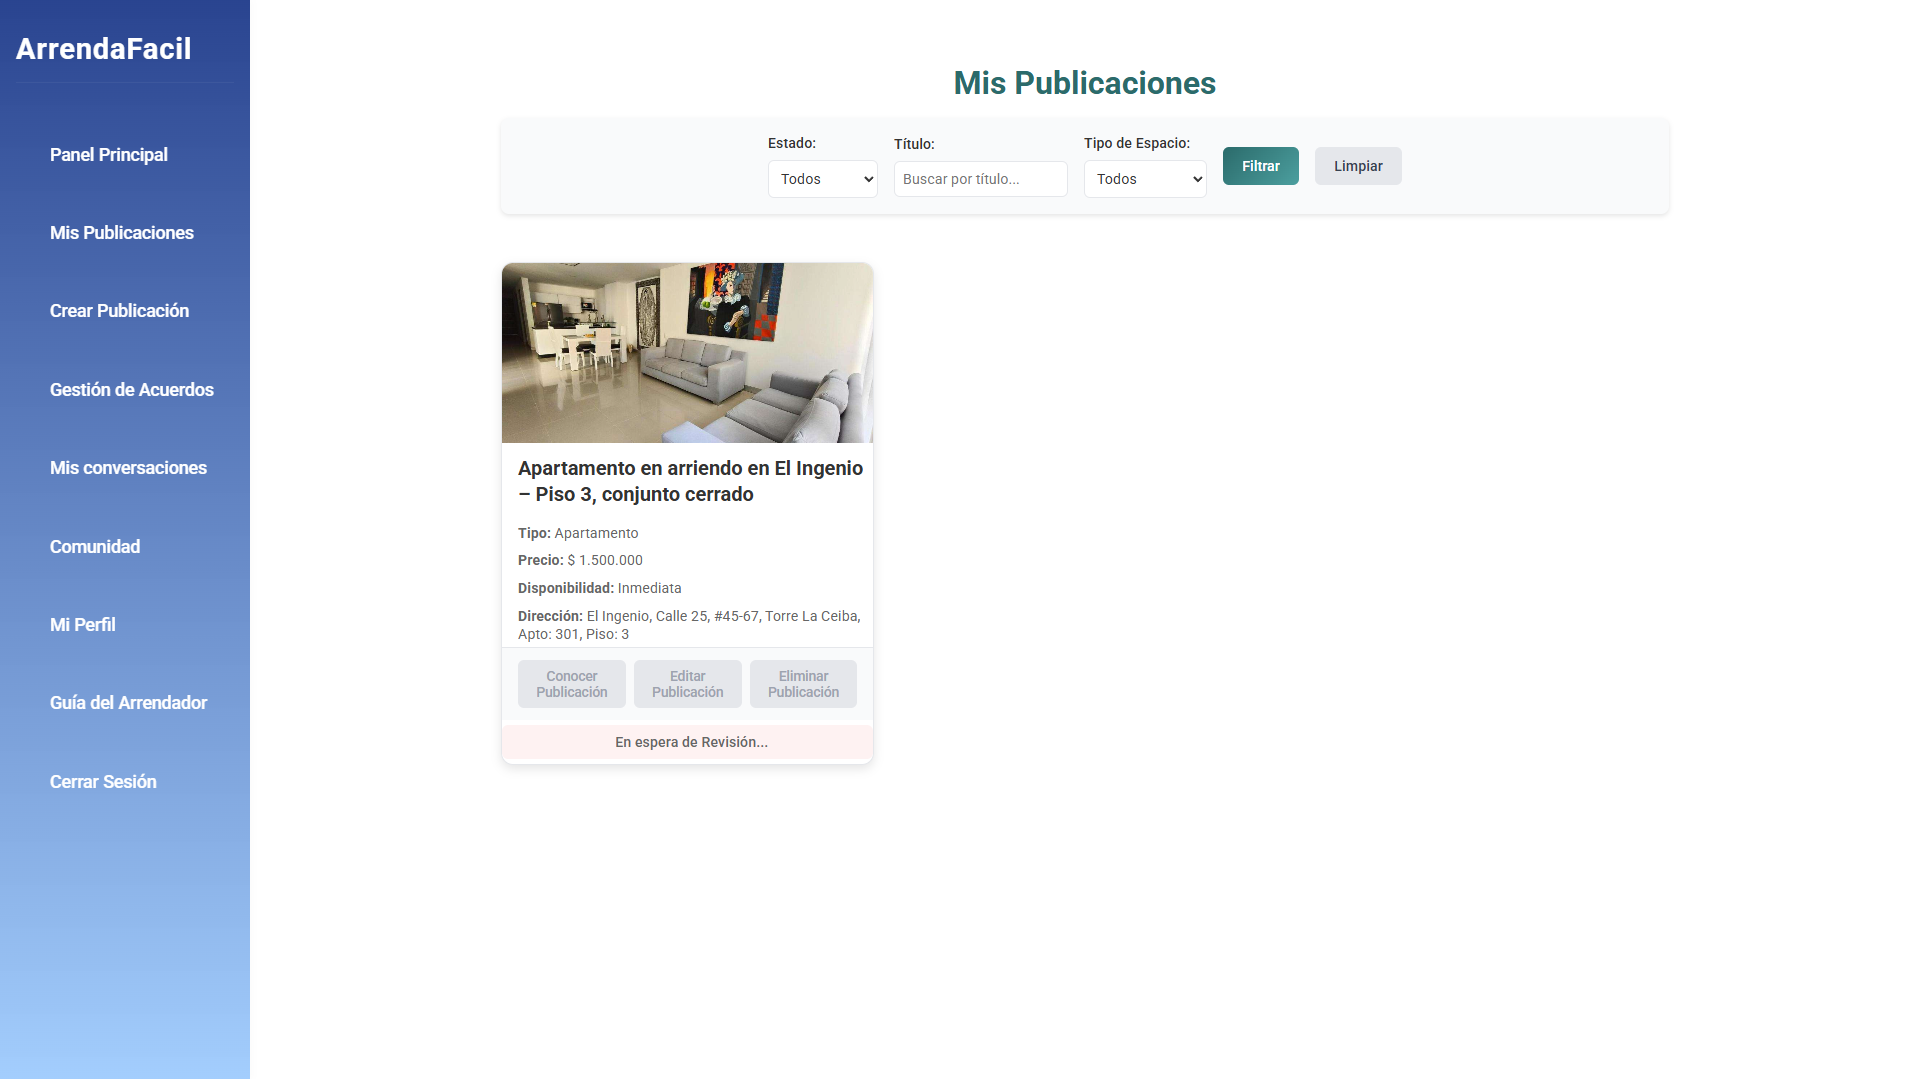 ArrendaFacil
Panel Principal
Mis Publicaciones
Crear Publicación
Gestión de Acuerdos
Mis conversaciones
Comunidad
Mi Perfil
Guía del Arrendador
Cerrar Sesión
Mis Publicaciones
Estado:
Todos
Título:
Buscar por título...
Tipo de Espacio:
Todos
Filtrar
Limpiar
Apartamento en arriendo en El Ingenio
– Piso 3, conjunto cerrado
Tipo: Apartamento
Precio: $ 1.500.000
Disponibilidad: Inmediata
Dirección: El Ingenio, Calle 25, #45-67, Torre La Ceiba,
Apto: 301, Piso: 3
Conocer
Publicación
Editar
Publicación
Eliminar
Publicación
En espera de Revisión...